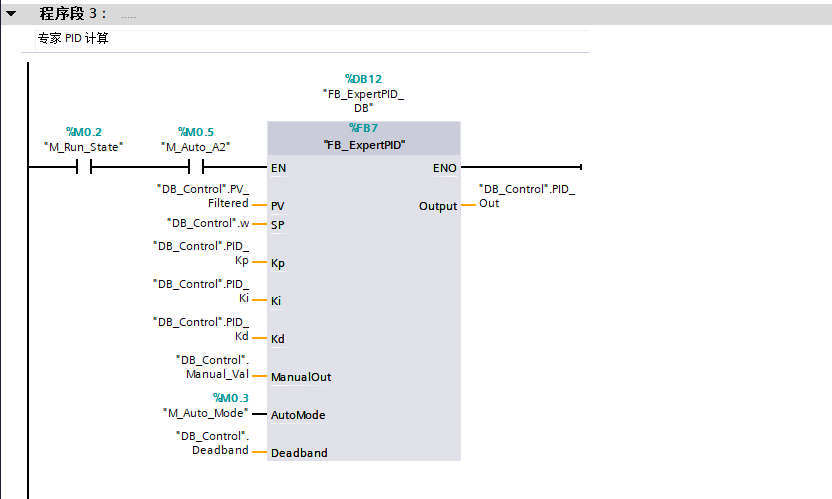 程序段 3： .....
专家 PID 计算
%DB12
"FB_ExpertPID_
DB"
%M0.2
"M_Run_State"
%M0.5
"M_Auto_A2"
%FB7
"FB_ExpertPID"
EN
ENO
"DB_Control".PV_
Filtered
PV
"DB_Control".w
SP
"DB_Control".PID_
Kp
Kp
"DB_Control".PID_
Ki
Ki
"DB_Control".PID_
Kd
Kd
"DB_Control".
Manual_Val
ManualOut
%M0.3
"M_Auto_Mode"
AutoMode
"DB_Control".
Deadband
Deadband
Output
"DB_Control".PID_
Out